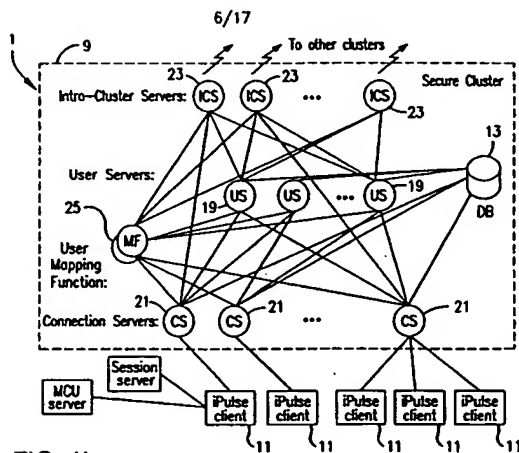 6/17
1
9
To other clusters
23 23
Intro-Cluster Servers: ICS ICS ... ICS
Secure Cluster
23
13
User Servers:
US US ... US
19 19
DB
25
MF
User
Mapping
Function:
21 21 21
Connection Servers: CS CS ... CS
Session
server
MCU
server
iPulse
client
iPulse
client
iPulse
client
iPulse
client
iPulse
client
11 11 11 11 11